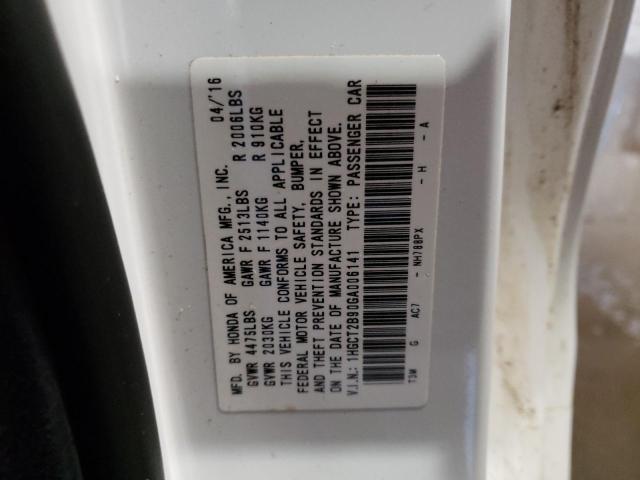 MFD. BY HONDA OF AMERICA MFG., INC. 04/'16
GVWR 4475LBS GAWR F 2513LBS R 2006LBS
GVWR 2030KG GAWR F 1140KG R 910KG
THIS VEHICLE CONFORMS TO ALL APPLICABLE
FEDERAL MOTOR VEHICLE SAFETY, BUMPER,
AND THEFT PREVENTION STANDARDS IN EFFECT
ON THE DATE OF MANUFACTURE SHOWN ABOVE.
V.I.N.: 1HGCT2B90GA006141 TYPE: PASSENGER CAR
T3M G AC7 - NH788PX - H - A